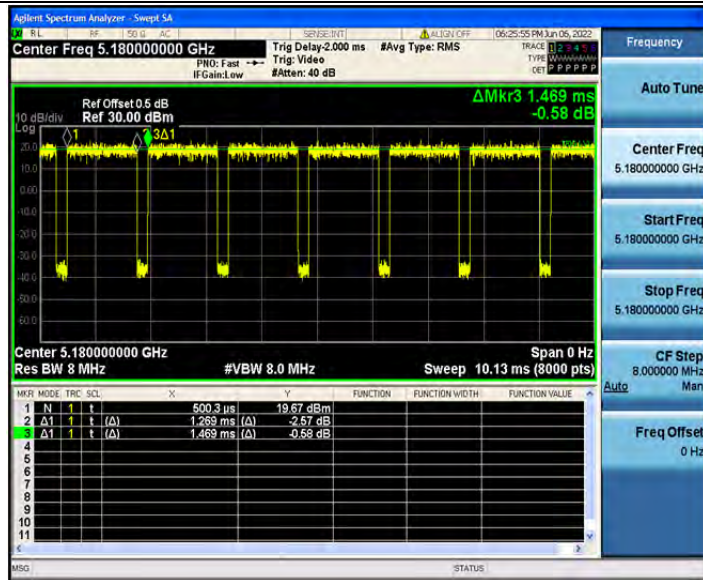 Agilent Spectrum Analyzer - Swept SA
RL RF 50 Ω AC SENSE:INT ALIGN OFF 06:25:55 PM Jun 06, 2022
Center Freq 5.180000000 GHz
PNO: Fast
IFGain:Low
Trig Delay-2.000 ms
Trig: Video
#Atten: 40 dB
#Avg Type: RMS
TRACE 1 2 3 4 5 6
TYPE W
DET P P P P P P
Ref Offset 0.5 dB
10 dB/div Ref 30.00 dBm
ΔMkr3 1.469 ms
-0.58 dB
Log
1
3Δ1
20.0
10.0
0.00
-10.0
-20.0
-30.0
-40.0
-50.0
-60.0
Center 5.180000000 GHz Span 0 Hz
Res BW 8 MHz #VBW 8.0 MHz Sweep 10.13 ms (8000 pts)
MKR MODE TRC SCL X Y FUNCTION FUNCTION WIDTH FUNCTION VALUE
1 N 1 t 500.3 µs 19.67 dBm
2 Δ1 1 t (Δ) 1.269 ms (Δ) -2.57 dB
3 Δ1 1 t (Δ) 1.469 ms (Δ) -0.58 dB
4
5
6
7
8
9
10
11
MSG STATUS
Frequency
Auto Tune
Center Freq
5.180000000 GHz
Start Freq
5.180000000 GHz
Stop Freq
5.180000000 GHz
CF Step
8.000000 MHz
Auto Man
Freq Offset
0 Hz